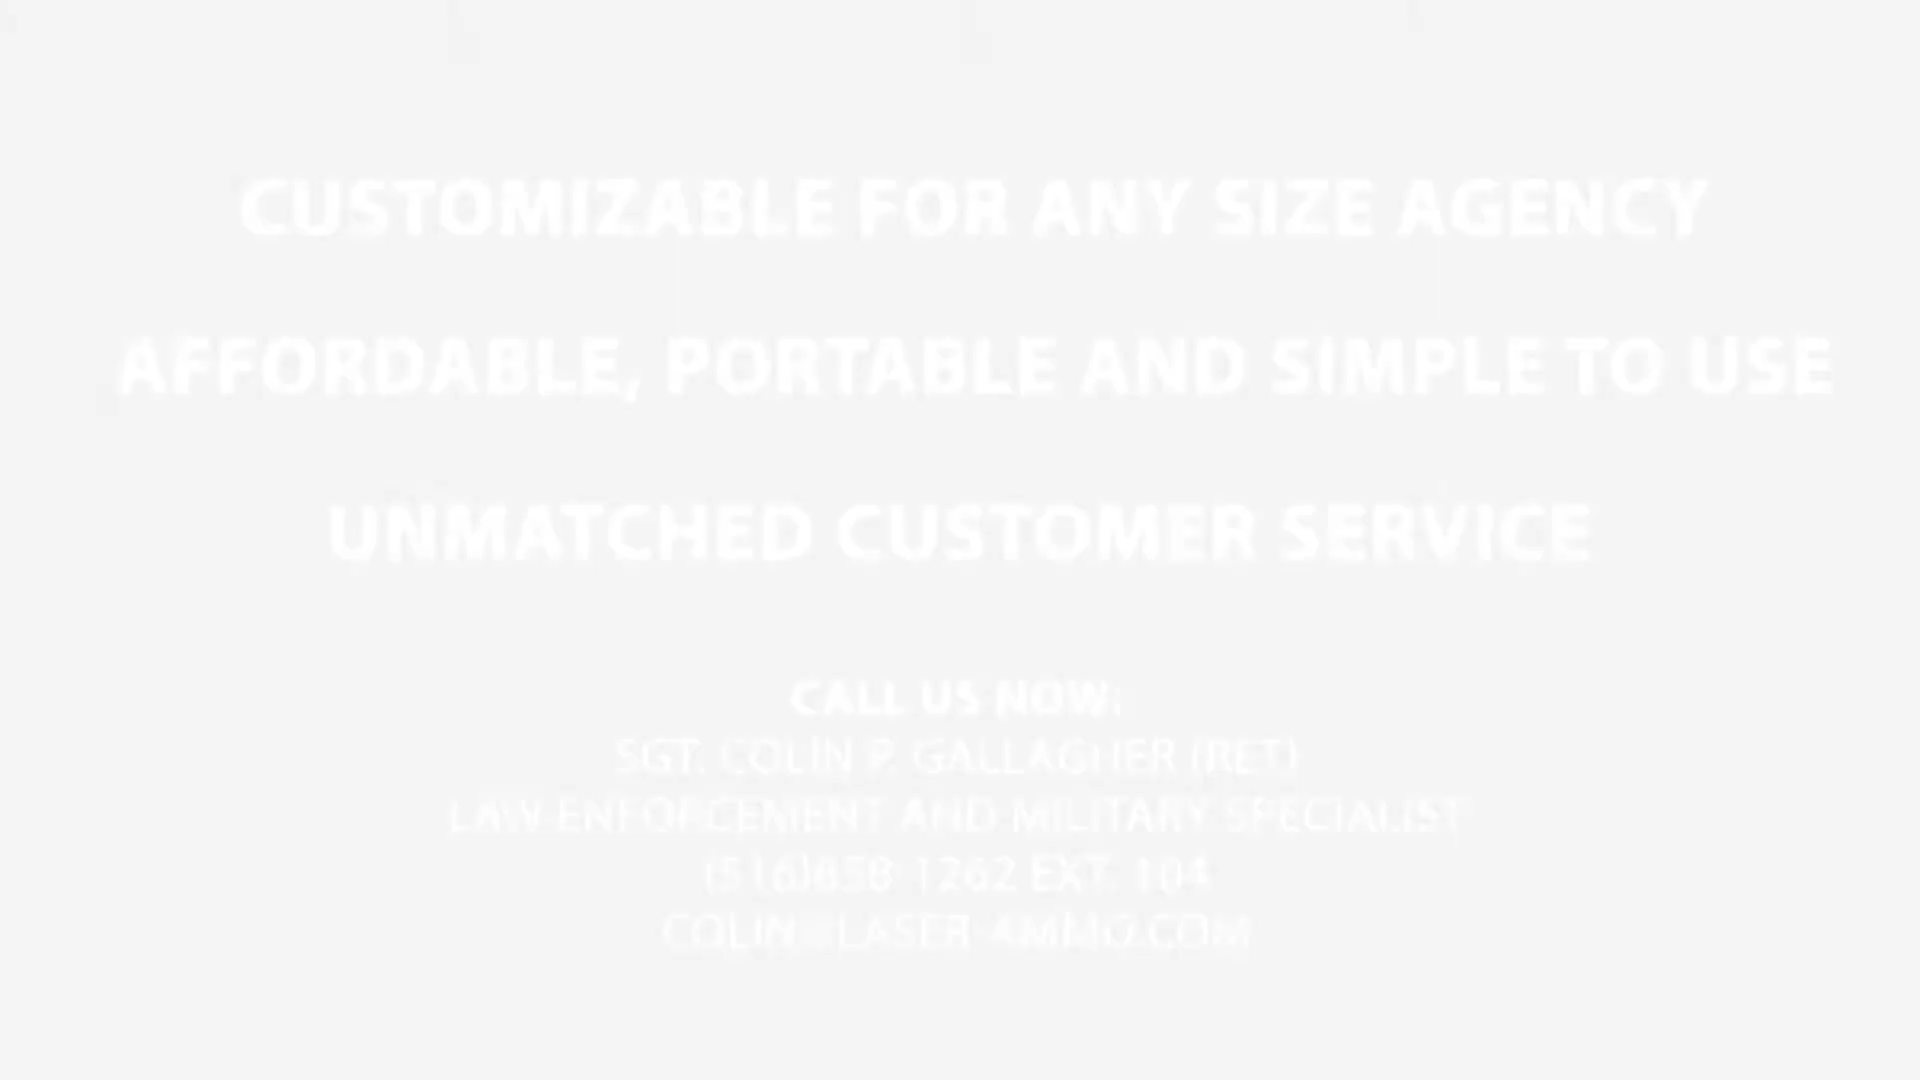 CUSTOMIZABLE FOR ANY SIZE AGENCY
AFFORDABLE, PORTABLE AND SIMPLE TO USE
UNMATCHED CUSTOMER SERVICE
CALL US NOW:
SGT. COLIN P. GALLAGHER (RET)
LAW ENFORCEMENT AND MILITARY SPECIALIST
(516)858-1262 EXT. 104
COLIN@LASER-AMMO.COM